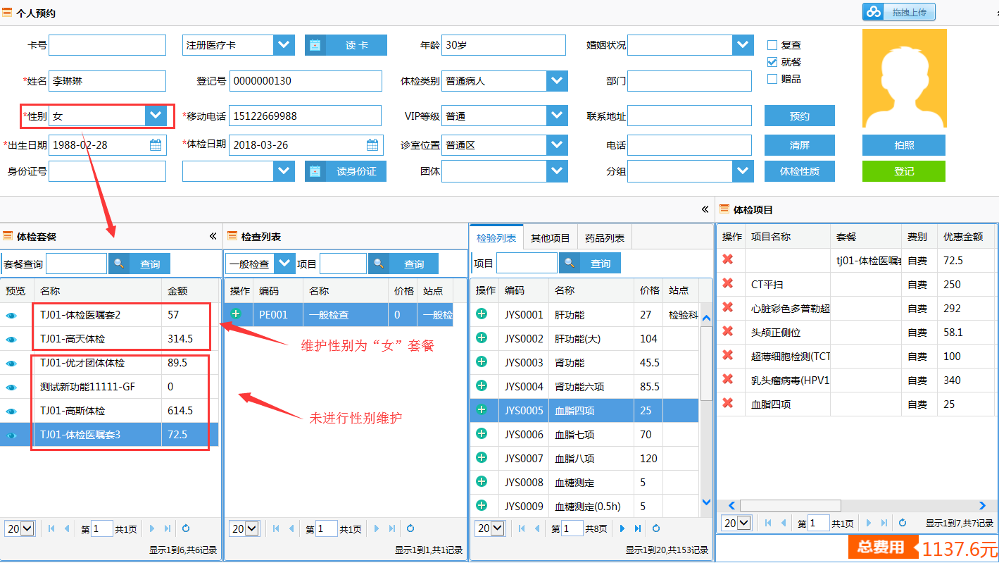 个人预约
拖拽上传
卡号 注册医疗卡 读 卡 年龄 30岁 婚姻状况 复查
就餐
*姓名 李琳琳 登记号 0000000130 体检类别 普通病人 部门 赠品
*性别 女 *移动电话 15122669988 VIP等级 普通 联系地址 预约
*出生日期 1988-02-28 *体检日期 2018-03-26 诊室位置 普通区 电话 清屏 拍照
身份证号 读身份证 团体 分组 体检性质 登记
体检套餐
套餐查询 查询
预览 名称 金额
TJ01-体检医嘱套2 57
TJ01-高天体检 314.5
TJ01-优才团体体检 89.5
测试新功能11111-GF 0
TJ01-高斯体检 614.5
TJ01-体检医嘱套3 72.5
20 第 1 共1页
显示1到6,共6记录
检查列表
一般检查 项目 查询
操作 编码 名称 价格 站点
PE001 一般检查 0 一般检
维护性别为“女”套餐
未进行性别维护
20 第 1 共1页
显示1到1,共1记录
检验列表 其他项目 药品列表
项目 查询
操作 编码 名称 价格 站点
JYS0001 肝功能 27 检验科
JYS0002 肝功能(大) 104
JYS0003 肾功能 45.5
JYS0004 肾功能六项 85.5
JYS0005 血脂四项 25
JYS0006 血脂七项 70
JYS0007 血脂八项 120
JYS0008 血糖测定 5
JYS0009 血糖测定(0.5h) 5
20 第 1 共8页
显示1到20,共153记录
体检项目
操作 项目名称 套餐 费别 优惠金额
tj01-体检医嘱套 自费 72.5
CT平扫 自费 250
心脏彩色多普勒超 自费 292
头颅正侧位 自费 58.1
超薄细胞检测(TCT 自费 100
乳头瘤病毒(HPV1 自费 340
血脂四项 自费 25
20 第 1 共1页 显示1到7,共7记录
总费用 1137.6元